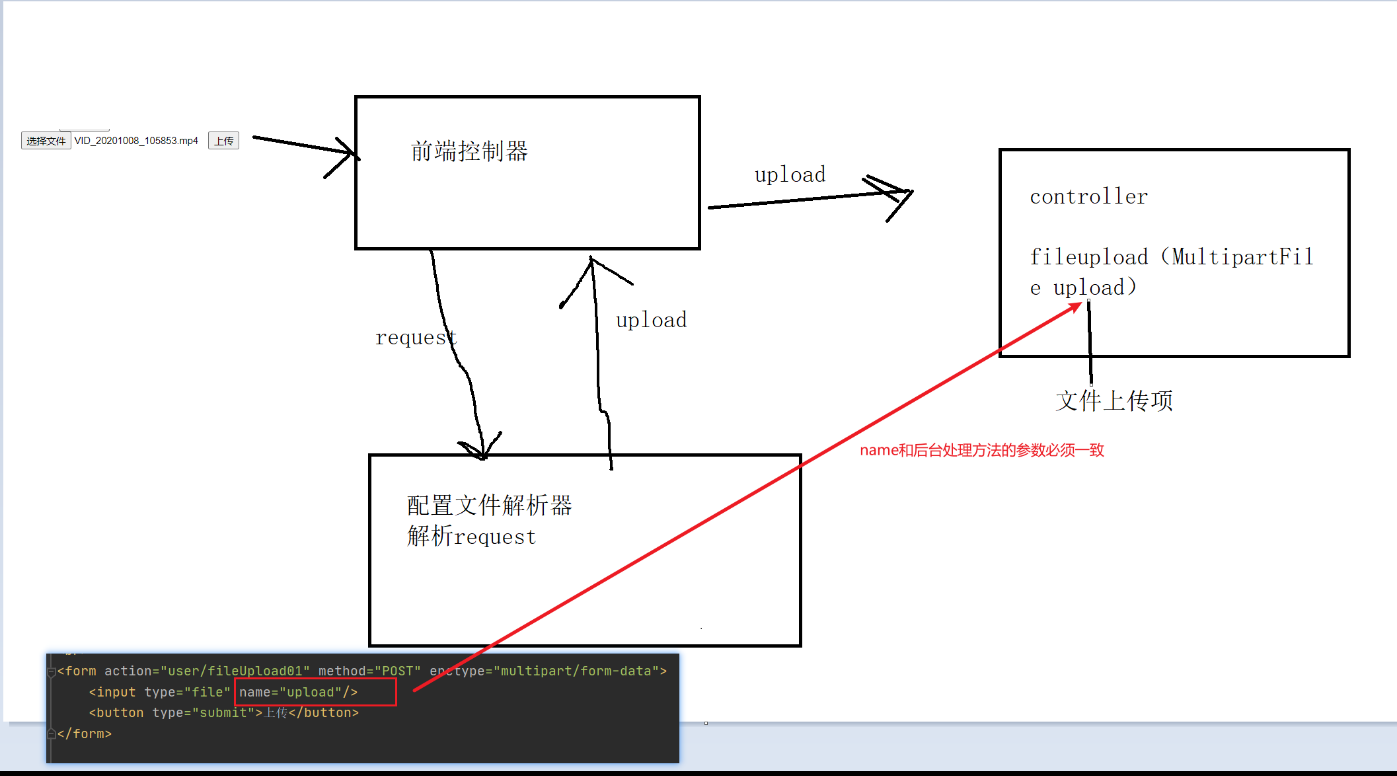 选择文件 VID_20201008_105853.mp4 上传
前端控制器
upload
controller
fileupload（MultipartFil
e upload）
request
upload
文件上传项
name和后台处理方法的参数必须一致
配置文件解析器
解析request
<form action="user/fileUpload01" method="POST" enctype="multipart/form-data">
<input type="file" name="upload"/>
<button type="submit">上传</button>
</form>